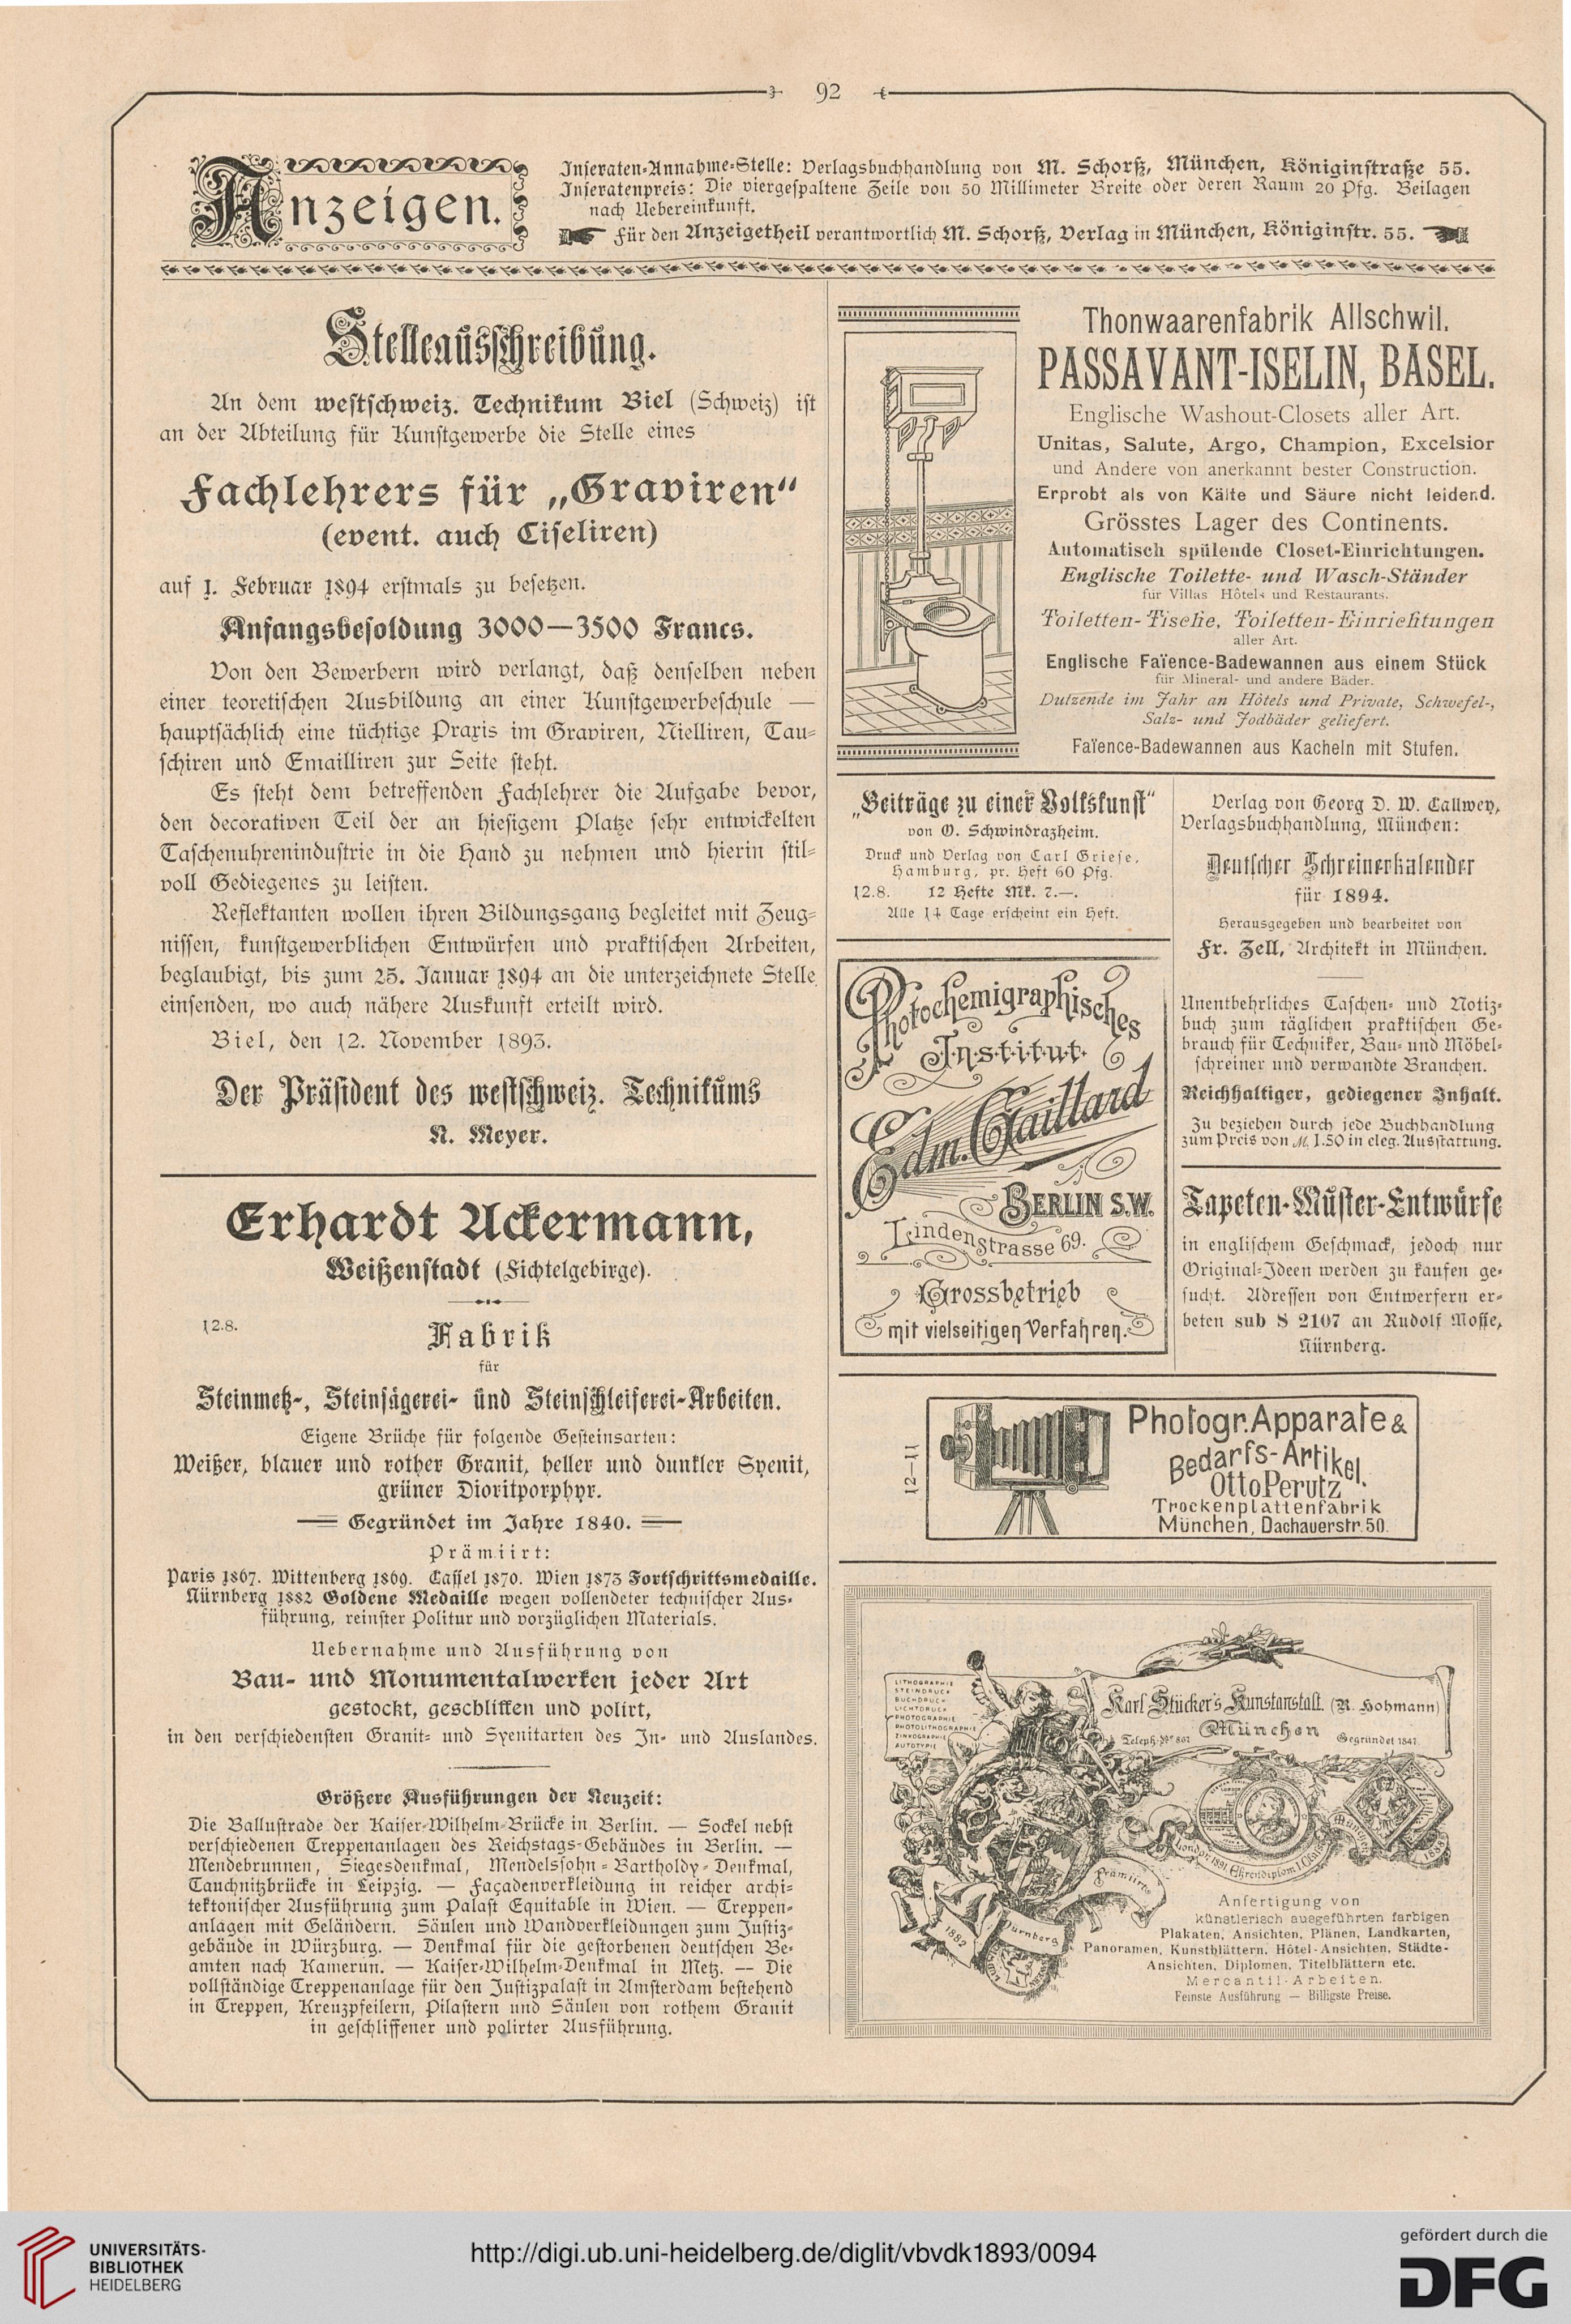 92
Anzeigen.
Inseraten-Annahme-Stelle: Verlagsbuchhandlung von M. Schorß, München, Königinstraße 55.
Inseratenpreis: Die viergespaltene Zeile von 50 Millimeter Breite oder deren Raum 20 Pfg. Beilagen
nach Uebereinkunft.
Für den Anzeigetheil verantwortlich M. Schorß, Verlag in München, Königinstr. 55.
Stelleausschreibung.
An dem westschweiz. Technikum Biel (Schweiz) ist
an der Abteilung für Kunstgewerbe die Stelle eines
Fachlehrers für „Graviren“
(event. auch Ciseliren)
auf 1. Februar 1894 erstmals zu besetzen.
Anfangsbesoldung 3000—3500 Francs.
Von den Bewerbern wird verlangt, daß denselben neben
einer teoretischen Ausbildung an einer Kunstgewerbeschule —
hauptsächlich eine tüchtige Praxis im Graviren, Nielliren, Tau-
schiren und Emailliren zur Seite steht.
Es steht dem betreffenden Fachlehrer die Aufgabe bevor,
den decorativen Teil der an hiesigem Platze sehr entwickelten
Taschenuhrenindustrie in die Hand zu nehmen und hierin stil-
voll Gediegenes zu leisten.
Reflektanten wollen ihren Bildungsgang begleitet mit Zeug-
nissen, kunstgewerblichen Entwürfen und praktischen Arbeiten,
beglaubigt, bis zum 25. Januar 1894 an die unterzeichnete Stelle
einsenden, wo auch nähere Auskunft erteilt wird.
Biel, den 12. November 1893.
Der Präsident des westschweiz. Technikums
N. Meyer.
Erhardt Ackermann,
Weißenstadt (Fichtelgebirge).
12.8.
Fabrik
für
Steinmetz-, Steinsägerei- und Steinschleiferei-Arbeiten.
Eigene Brüche für folgende Gesteinsarten:
Weißer, blauer und rother Granit, heller und dunkler Syenit,
grüner Dioritporphyr.
Gegründet im Jahre 1840.
Prämiirt:
Paris 1867. Wittenberg 1869. Cassel 1870. Wien 1873 Fortschrittsmedaille.
Nürnberg 1882 Goldene Medaille wegen vollendeter technischer Aus-
führung, reinster Politur und vorzüglichen Materials.
Uebernahme und Ausführung von
Bau- und Monumentalwerken jeder Art
gestockt, geschliffen und polirt,
in den verschiedensten Granit- und Syenitarten des In- und Auslandes.
Größere Ausführungen der Neuzeit:
Die Ballustrade der Kaiser-Wilhelm-Brücke in Berlin. — Sockel nebst
verschiedenen Treppenanlagen des Reichstags-Gebäudes in Berlin. —
Mendebrunnen, Siegesdenkmal, Mendelssohn-Bartholdy-Denkmal,
Tauchnitzbrücke in Leipzig. — Façadenverkleidung in reicher archi-
tektonischer Ausführung zum Palast Equitable in Wien. — Treppen-
anlagen mit Geländern. Säulen und Wandverkleidungen zum Justiz-
gebäude in Würzburg. — Denkmal für die gestorbenen deutschen Be-
amten nach Kamerun. — Kaiser-Wilhelm-Denkmal in Metz. — Die
vollständige Treppenanlage für den Justizpalast in Amsterdam bestehend
in Treppen, Kreuzpfeilern, Pilastern und Säulen von rothem Granit
in geschliffener und polirter Ausführung.
Thonwaarenfabrik Allschwil.
PASSAVANT-ISELIN, BASEL.
Englische Washout-Closets aller Art.
Unitas, Salute, Argo, Champion, Excelsior
und Andere von anerkannt bester Construction.
Erprobt als von Kälte und Säure nicht leidend.
Grösstes Lager des Continents.
Automatisch spülende Closet-Einrichtungen.
Englische Toilette- und Wasch-Ständer
für Villas Hôtels und Restaurants.
Toiletten-Tische, Toiletten-Einrichtungen
aller Art.
Englische Faïence-Badewannen aus einem Stück
für Mineral- und andere Bäder.
Dutzende im Jahr an Hôtels und Private, Schwefel-,
Salz- und Jodbäder geliefert.
Faïence-Badewannen aus Kacheln mit Stufen.
„Beiträge zu einer Volkskunst“
von O. Schwindrazheim.
Druck und Verlag von Carl Griese,
Hamburg, pr. Heft 60 Pfg.
12.8. 12 Hefte Mk. 7.—.
Alle 14 Tage erscheint ein Heft.
Photochemigraphisches
Institut
Edm. Gaillard
BERLIN S.W.
Lindenstrasse 69.
Grossbetrieb
mit vielseitigen Verfahren.
Verlag von Georg D. W. Callwey,
Verlagsbuchhandlung, München:
Deutscher Schreinerkalender
für 1894.
Herausgegeben und bearbeitet von
Fr. Zell, Architekt in München.
Unentbehrliches Taschen- und Notiz-
buch zum täglichen praktischen Ge-
brauch für Techniker, Bau- und Möbel-
schreiner und verwandte Branchen.
Reichhaltiger, gediegener Inhalt.
Zu beziehen durch jede Buchhandlung
zum Preis von M. 1.50 in eleg. Ausstattung.
Tapeten-Muster-Entwürfe
in englischem Geschmack, jedoch nur
Original-Ideen werden zu kaufen ge-
sucht. Adressen von Entwerfern er-
beten sub S 2107 an Rudolf Mosse,
Nürnberg.
12—11
Photogr. Apparate &
Bedarfs-Artikel.
Otto Perutz
Trockenplattenfabrik
München, Dachauerstr. 50.
LITHOGRAPHIE
STEINDRUCK
BUCHDRUCK
LICHTDRUCK
PHOTOGRAPHIE
PHOTOLITHOGRAPHIE
ZINKOGRAPHIE
AUTOTYPIE
Karl Stücker's Kunstanstalt (R. Hohmann)
München
Teleph. Nr 867
Gegründet 1847.
London 1891. Ehrendiplom I. Classe
München 1888
Prämiirt
1882 Nürnberg
Anfertigung von
künstlerisch ausgeführten farbigen
Plakaten, Ansichten, Plänen, Landkarten,
Panoramen, Kunstblättern, Hôtel-Ansichten, Städte-
Ansichten, Diplomen, Titelblättern etc.
Mercantil-Arbeiten.
Feinste Ausführung — Billigste Preise.
UNIVERSITÄTS-
BIBLIOTHEK
HEIDELBERG
http://digi.ub.uni-heidelberg.de/diglit/vbvdk1893/0094
gefördert durch die
DFG